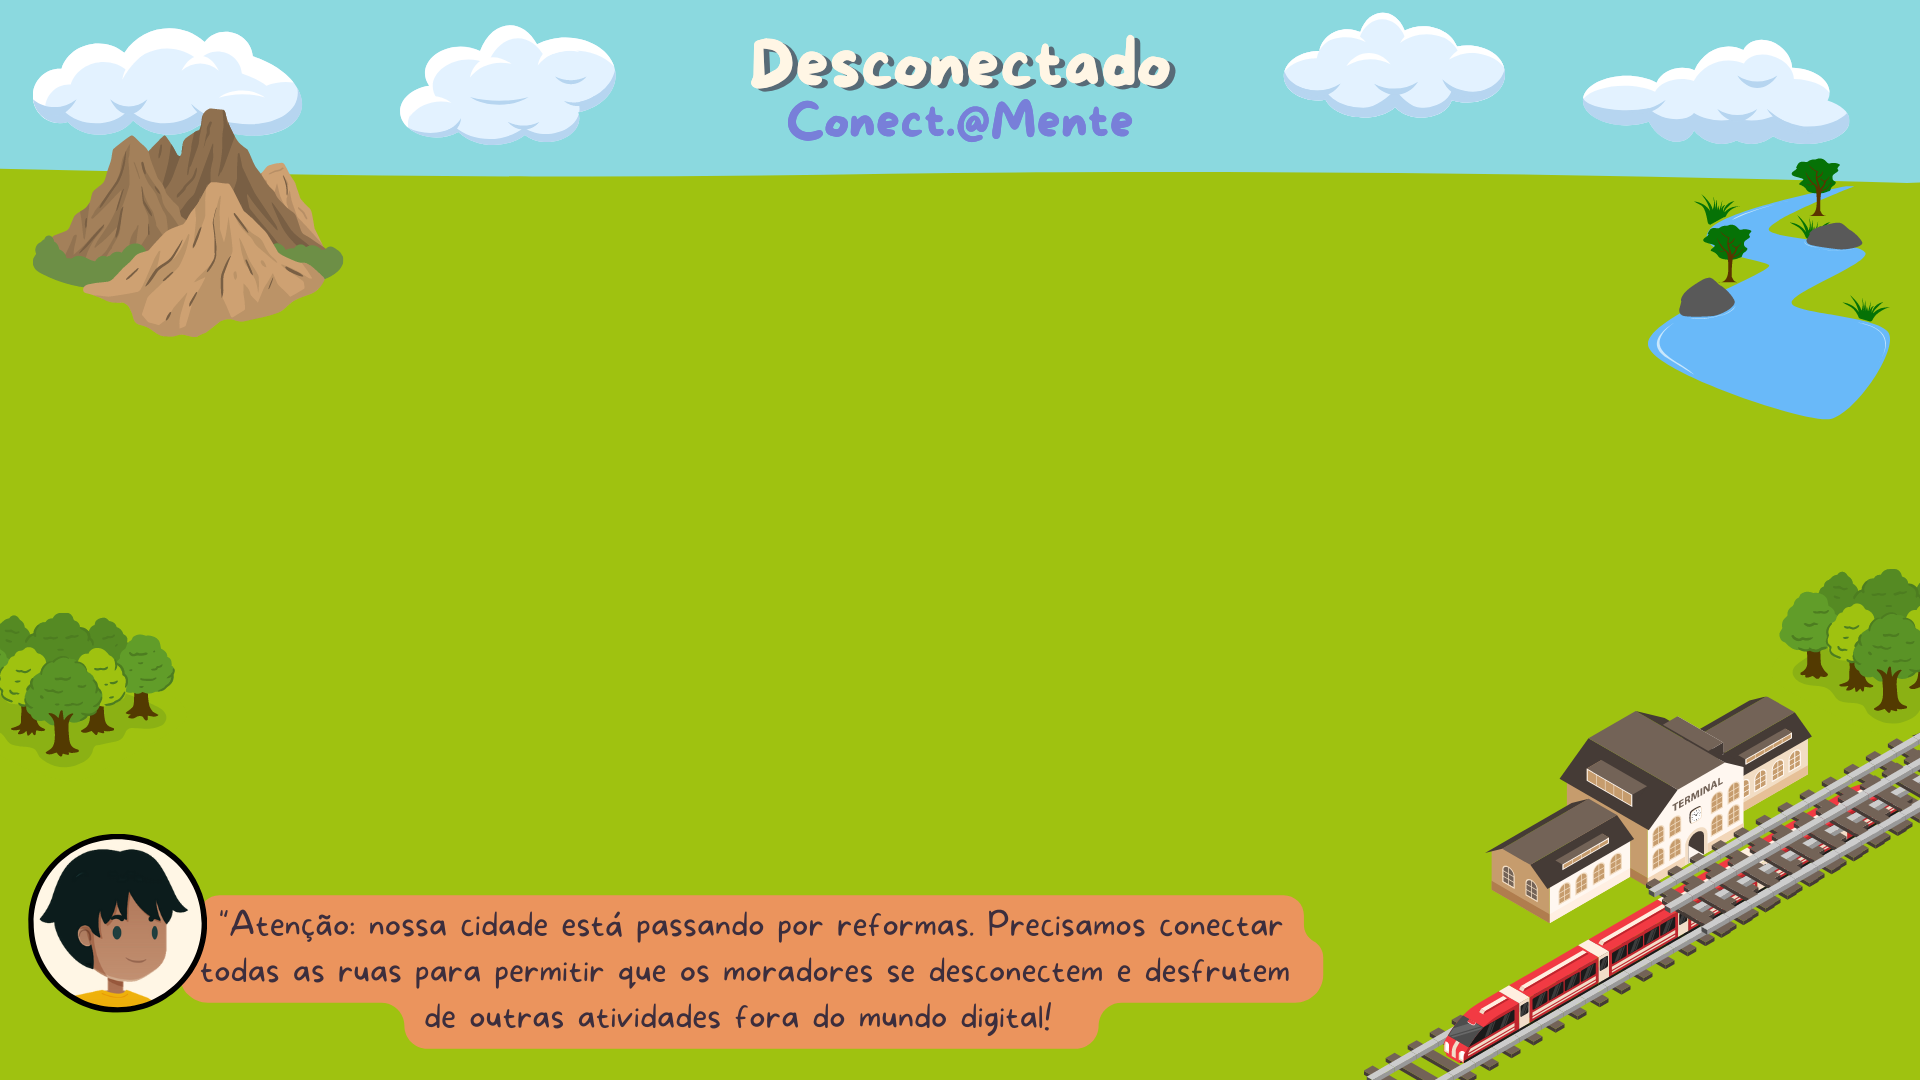 Desconectado
Conect.@Mente
TERMINAL
"Atenção: nossa cidade está passando por reformas. Precisamos conectar
todas as ruas para permitir que os moradores se desconectem e desfrutem
de outras atividades fora do mundo digital!